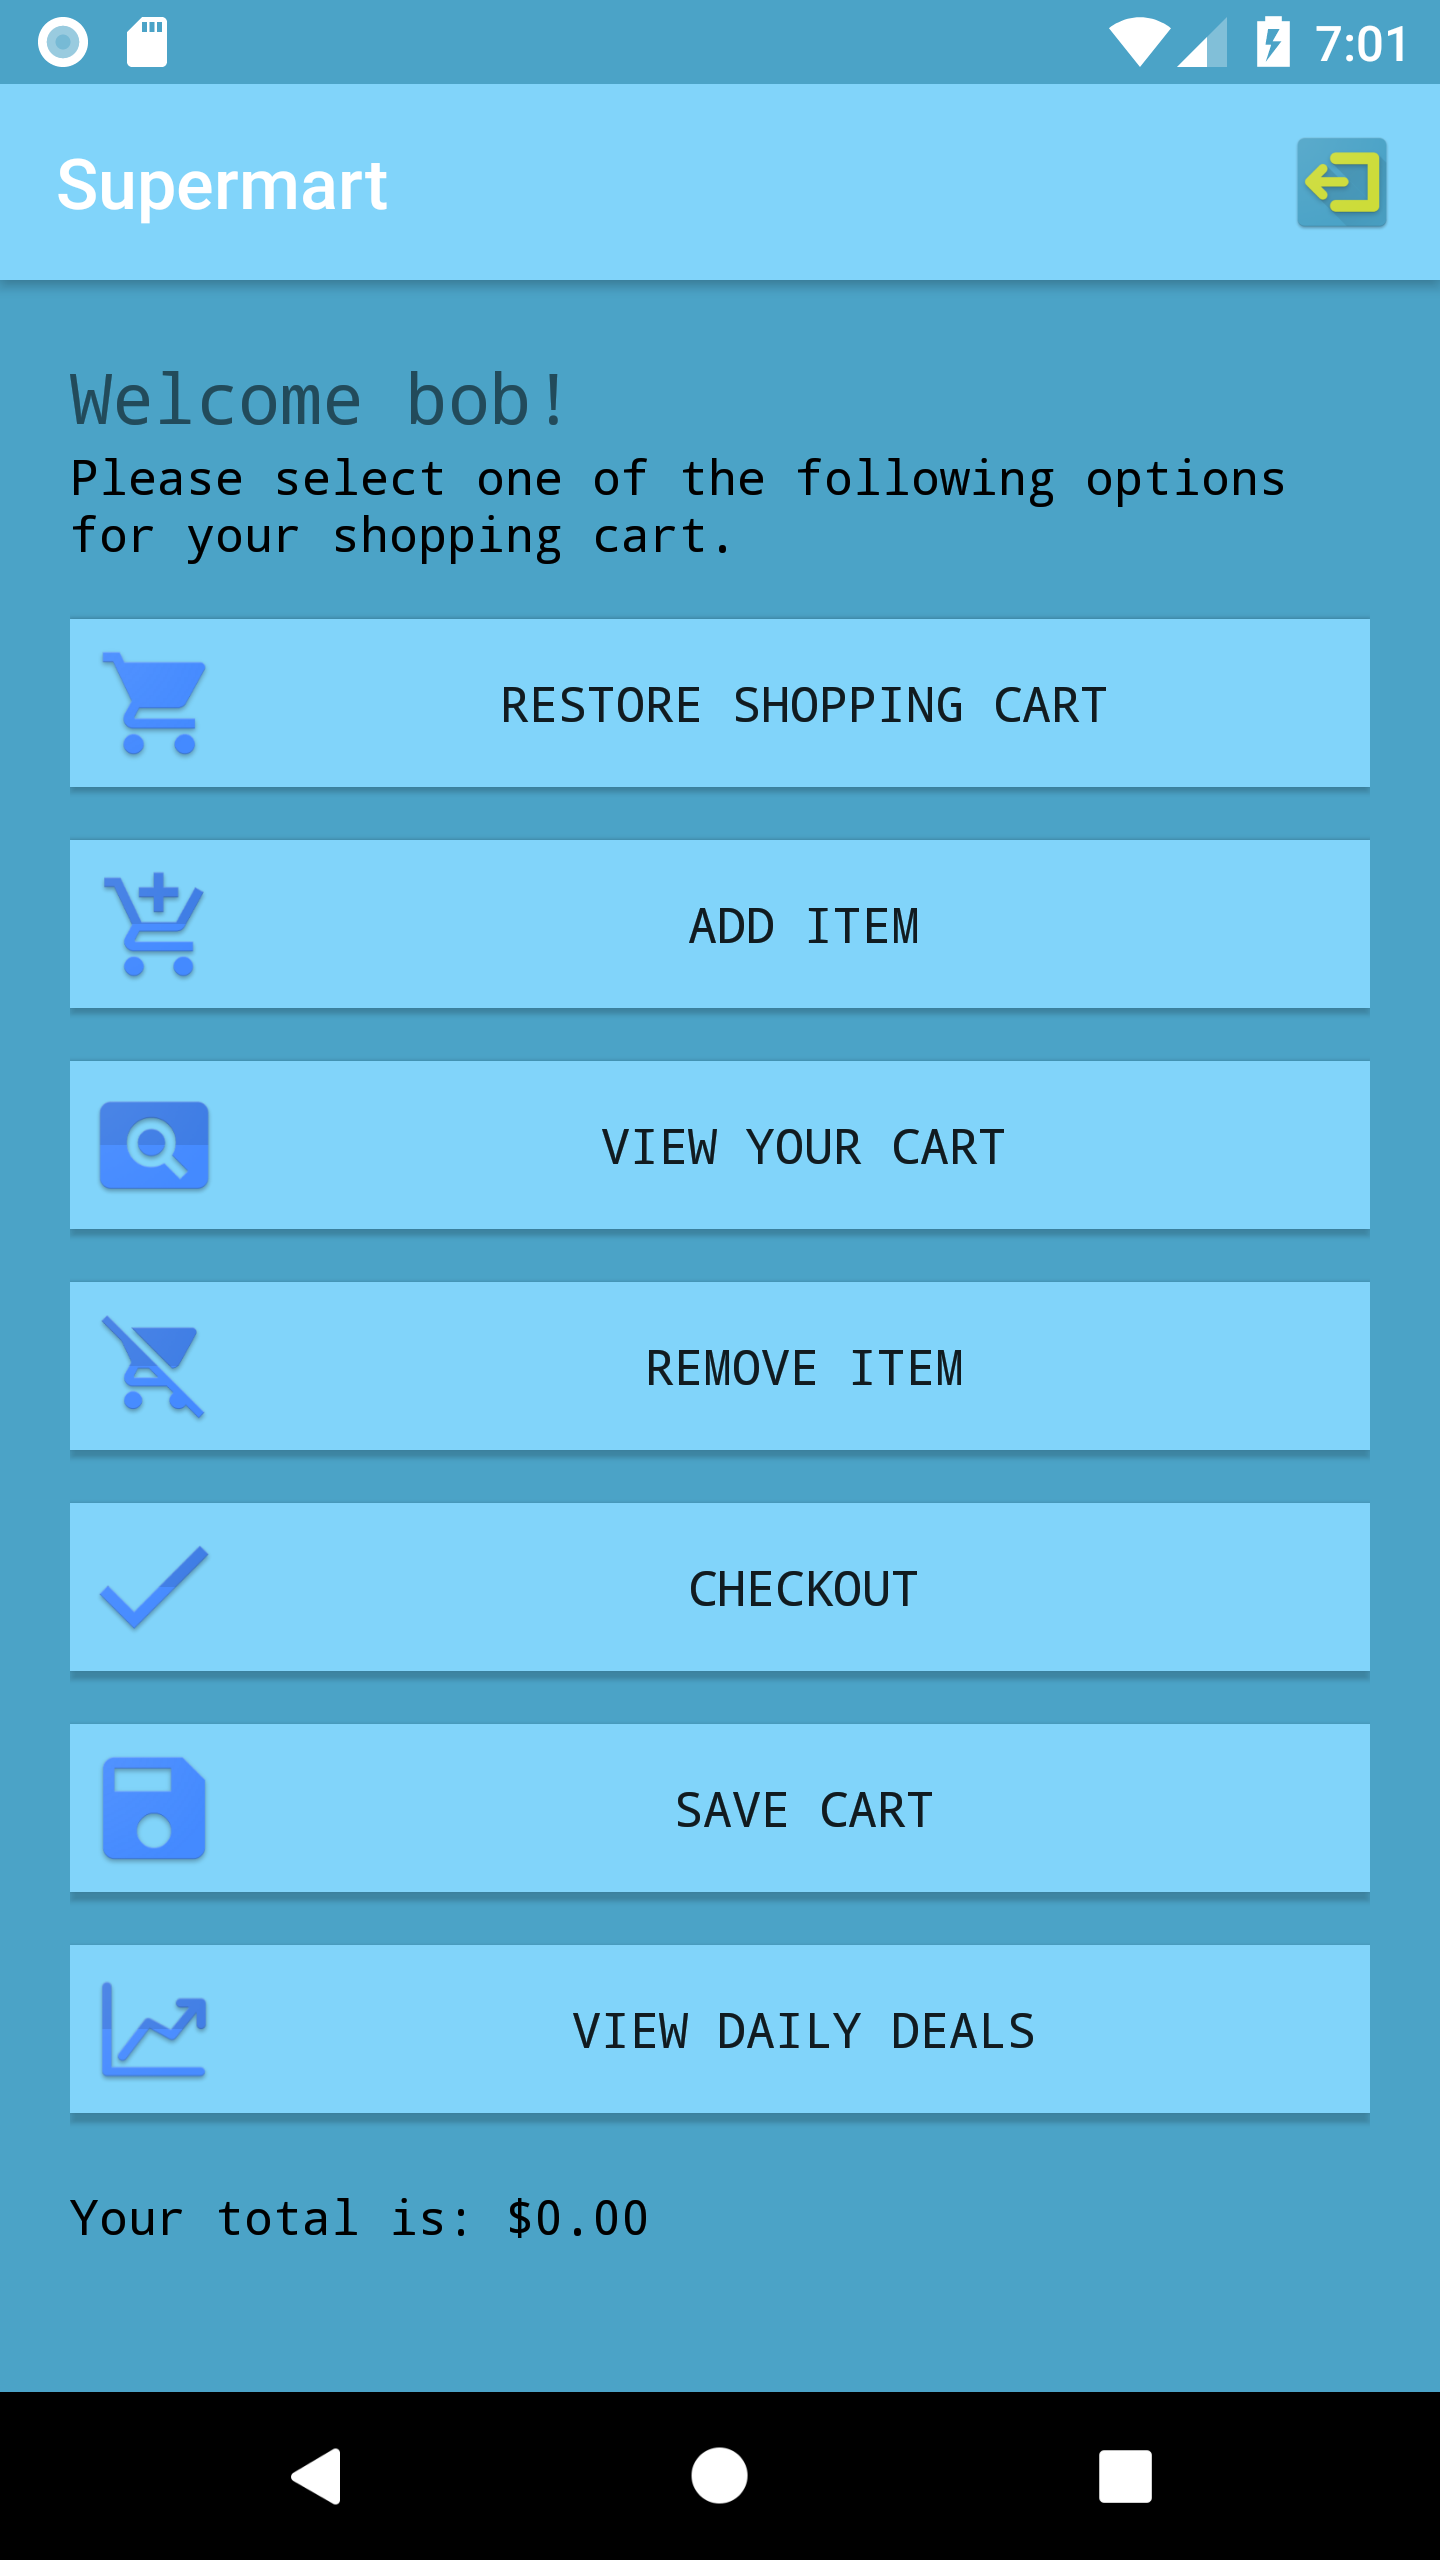 7:01
Supermart
Welcome bob!
Please select one of the following options
for your shopping cart.
RESTORE SHOPPING CART
ADD ITEM
VIEW YOUR CART
REMOVE ITEM
CHECKOUT
SAVE CART
VIEW DAILY DEALS
Your total is: $0.00